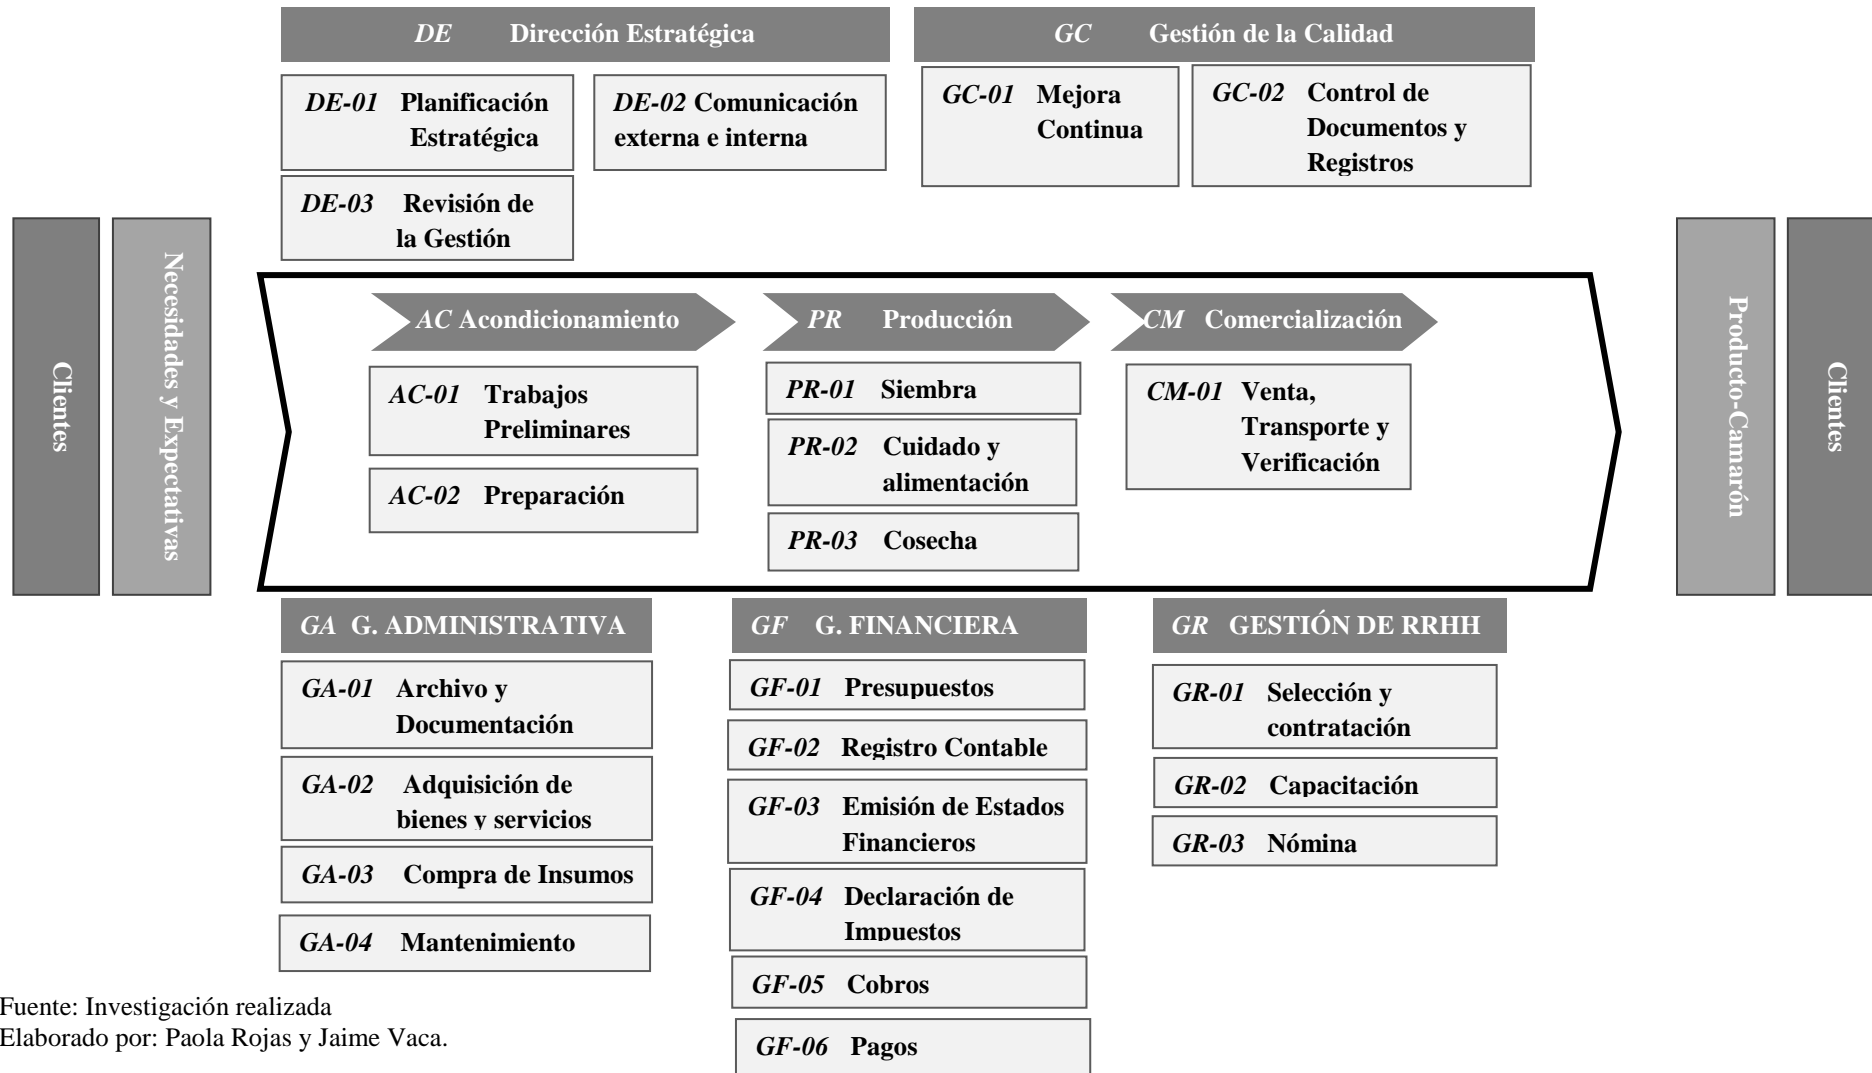 DE Dirección Estratégica
GC Gestión de la Calidad
DE-01 Planificación
Estratégica
DE-02 Comunicación
externa e interna
GC-01 Mejora
Continua
GC-02 Control de
Documentos y
Registros
DE-03 Revisión de
la Gestión
Clientes
Necesidades y Expectativas
AC Acondicionamiento
PR Producción
CM Comercialización
AC-01 Trabajos
Preliminares
AC-02 Preparación
PR-01 Siembra
PR-02 Cuidado y
alimentación
PR-03 Cosecha
CM-01 Venta,
Transporte y
Verificación
Producto-Camarón
Clientes
GA G. ADMINISTRATIVA
GA-01 Archivo y
Documentación
GA-02 Adquisición de
bienes y servicios
GA-03 Compra de Insumos
GA-04 Mantenimiento
GF G. FINANCIERA
GF-01 Presupuestos
GF-02 Registro Contable
GF-03 Emisión de Estados
Financieros
GF-04 Declaración de
Impuestos
GF-05 Cobros
GF-06 Pagos
GR GESTIÓN DE RRHH
GR-01 Selección y
contratación
GR-02 Capacitación
GR-03 Nómina
Fuente: Investigación realizada
Elaborado por: Paola Rojas y Jaime Vaca.